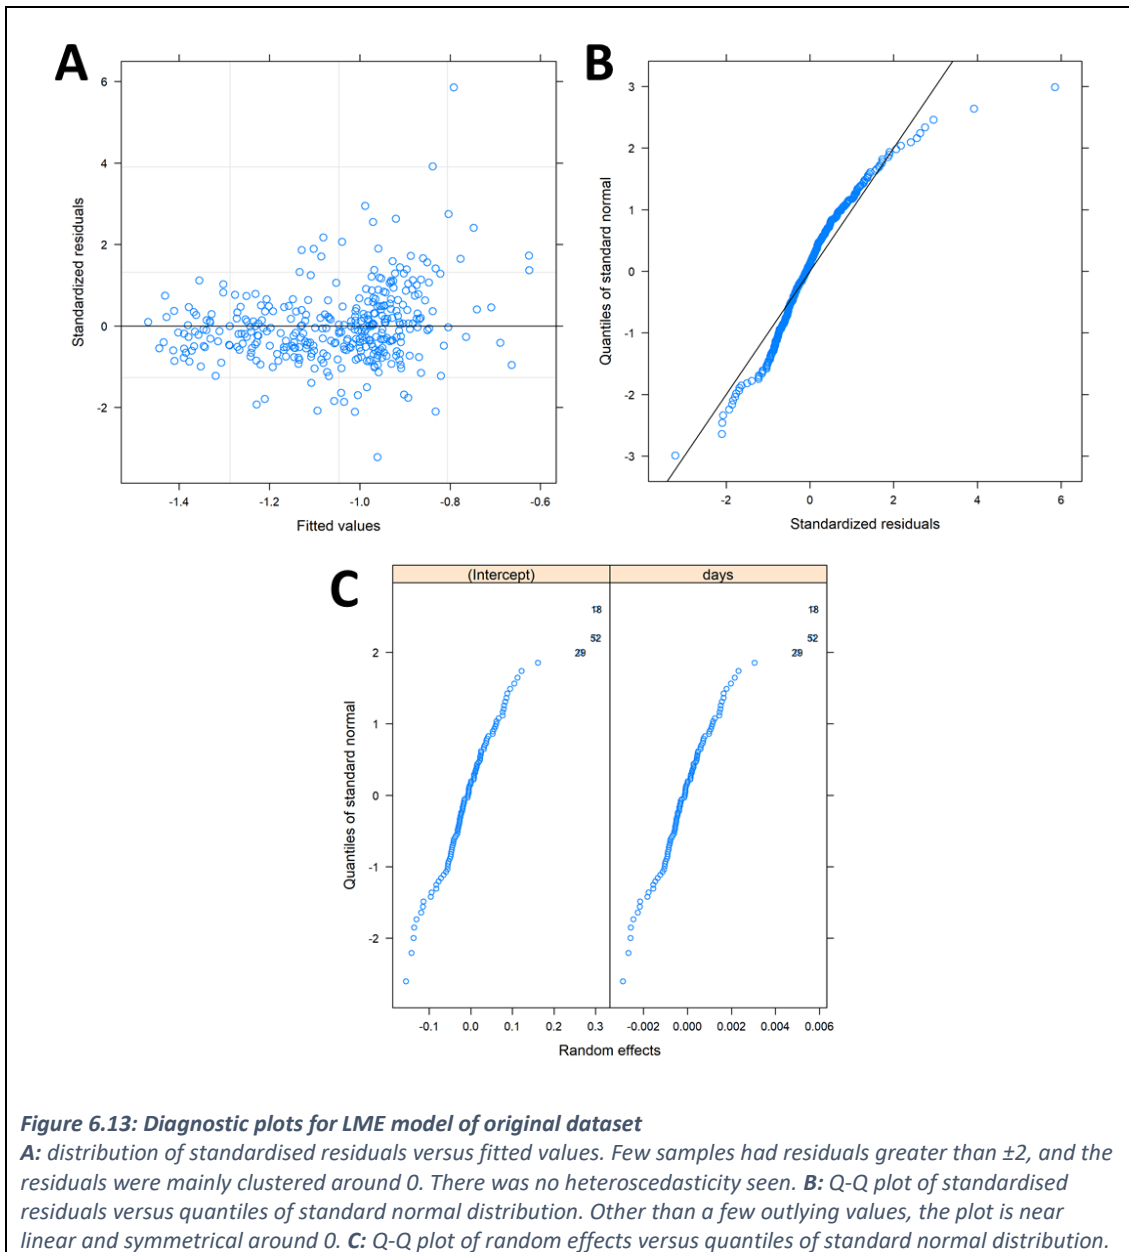 A
B
6
4
2
0
-2
Standardized residuals
-1.4
-1.2
-1.0
-0.8
-0.6
Fitted values
3
2
1
0
-1
-2
-3
Quantiles of standard normal
-2
0
2
4
6
Standardized residuals
C
(Intercept)
days
18
52
29
18
52
29
2
1
0
-1
-2
Quantiles of standard normal
-0.1
0.0
0.1
0.2
0.3
-0.002
0.000
0.002
0.004
0.006
Random effects
Figure 6.13: Diagnostic plots for LME model of original dataset
A: distribution of standardised residuals versus fitted values. Few samples had residuals greater than ±2, and the
residuals were mainly clustered around 0. There was no heteroscedasticity seen. B: Q-Q plot of standardised
residuals versus quantiles of standard normal distribution. Other than a few outlying values, the plot is near
linear and symmetrical around 0. C: Q-Q plot of random effects versus quantiles of standard normal distribution.